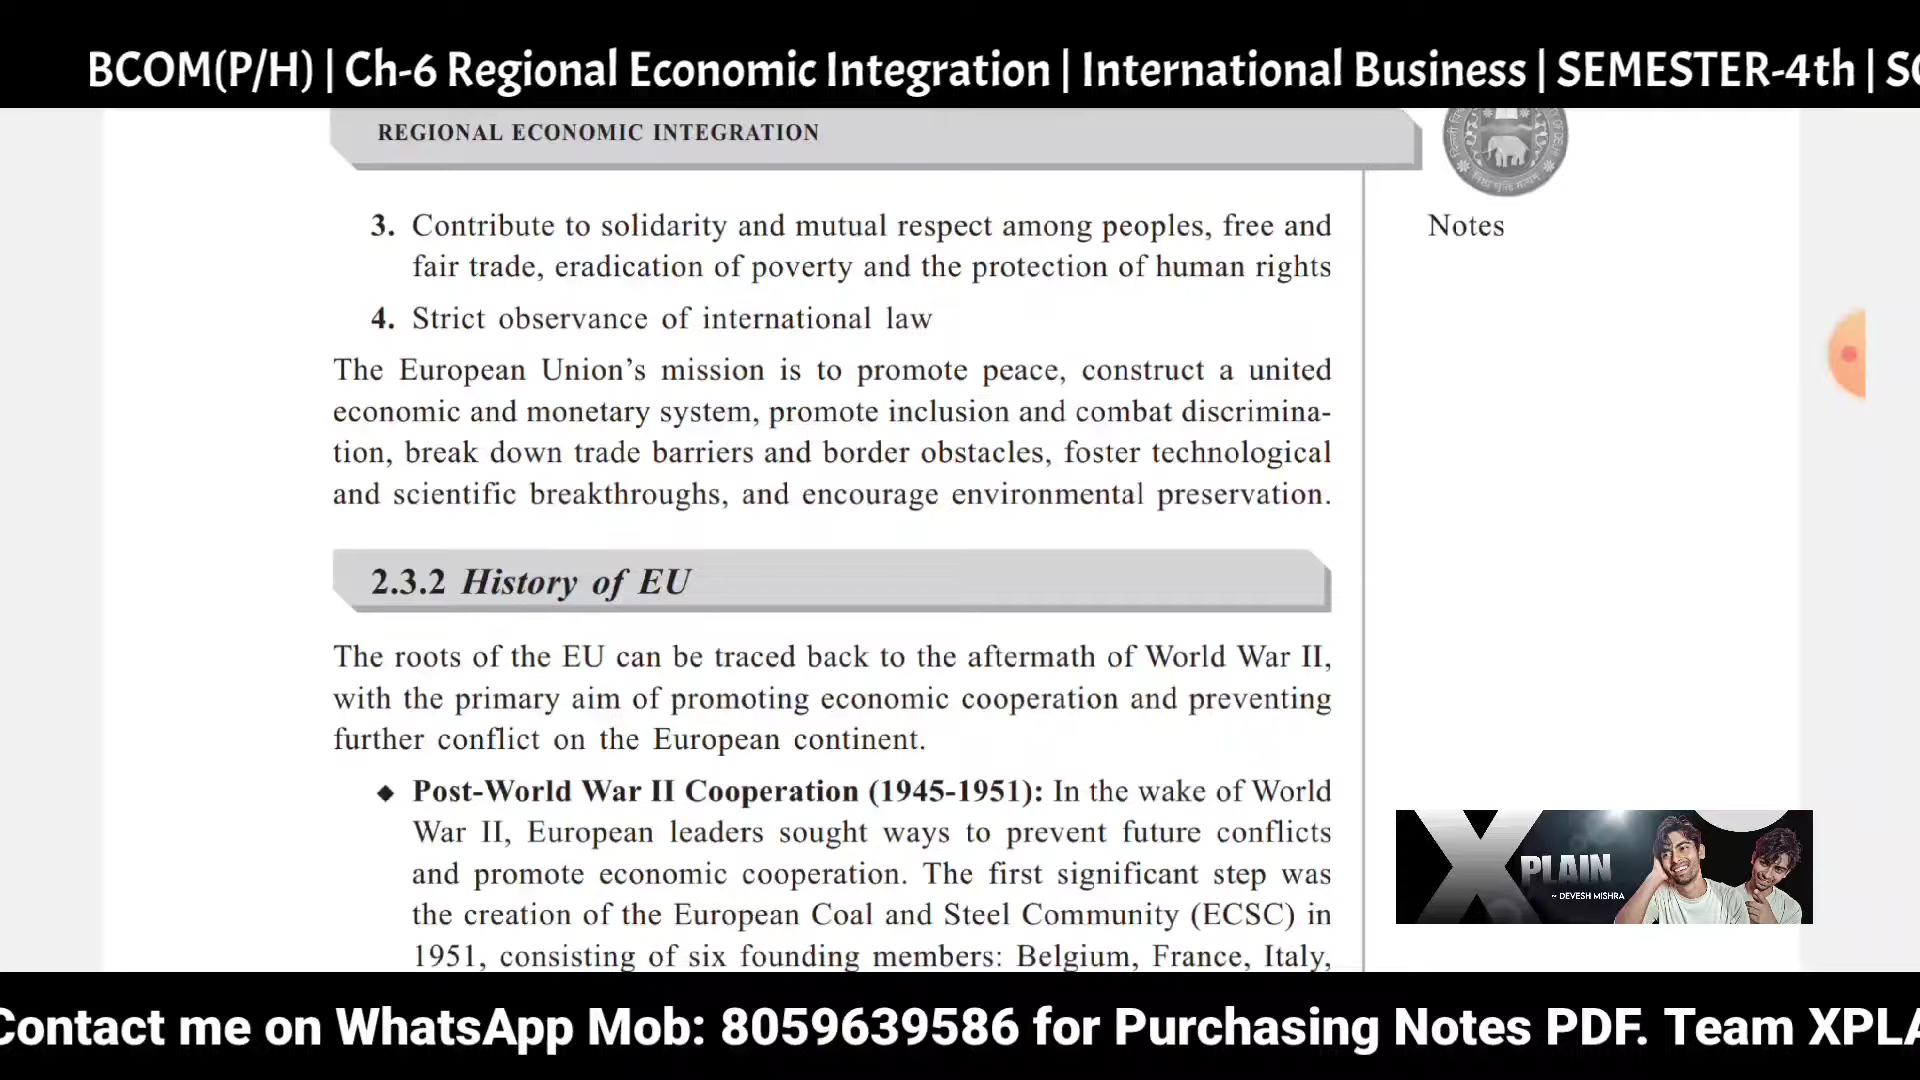 BCOM(P/H) | Ch-6 Regional Economic Integration | International Business | SEMESTER-4th |
REGIONAL ECONOMIC INTEGRATION
3. Contribute to solidarity and mutual respect among peoples, free and
fair trade, eradication of poverty and the protection of human rights
4. Strict observance of international law
The European Union's mission is to promote peace, construct a united
economic and monetary system, promote inclusion and combat discrimina-
tion, break down trade barriers and border obstacles, foster technological
and scientific breakthroughs, and encourage environmental preservation.
2.3.2 History of EU
The roots of the EU can be traced back to the aftermath of World War II,
with the primary aim of promoting economic cooperation and preventing
further conflict on the European continent.
◆ Post-World War II Cooperation (1945-1951): In the wake of World
War II, European leaders sought ways to prevent future conflicts
and promote economic cooperation. The first significant step was
the creation of the European Coal and Steel Community (ECSC) in
1951, consisting of six founding members: Belgium, France, Italy,
Notes
XPLAIN
~ DEVESH MISHRA
Contact me on WhatsApp Mob: 8059639586 for Purchasing Notes PDF. Team XPLA